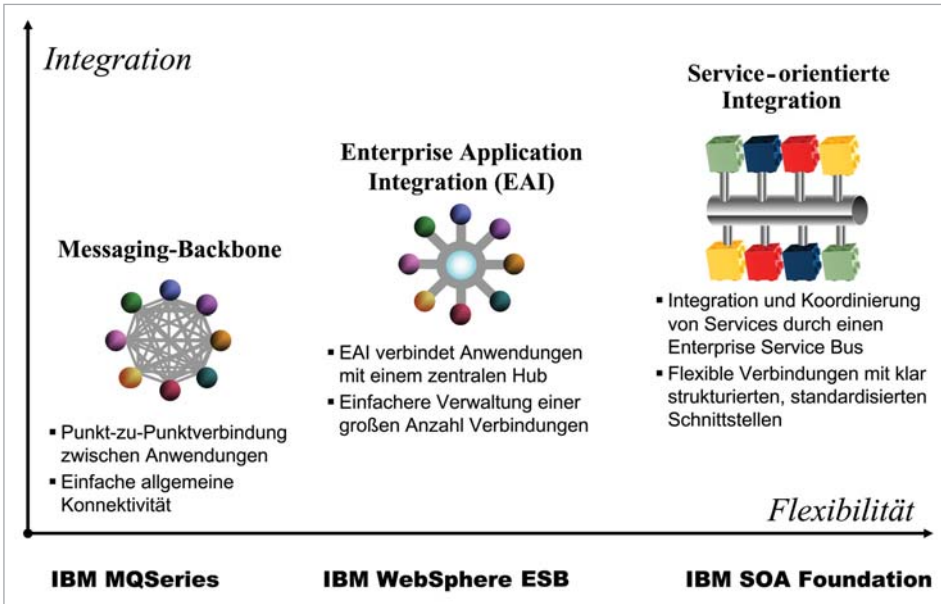 Integration
Messaging-Backbone
▪ Punkt-zu-Punktverbindung
zwischen Anwendungen
▪ Einfache allgemeine
Konnektivität
Enterprise Application
Integration (EAI)
▪ EAI verbindet Anwendungen
mit einem zentralen Hub
▪ Einfachere Verwaltung einer
großen Anzahl Verbindungen
Service-orientierte
Integration
▪ Integration und Koordinierung
von Services durch einen
Enterprise Service Bus
▪ Flexible Verbindungen mit klar
strukturierten, standardisierten
Schnittstellen
Flexibilität
IBM MQSeries
IBM WebSphere ESB
IBM SOA Foundation